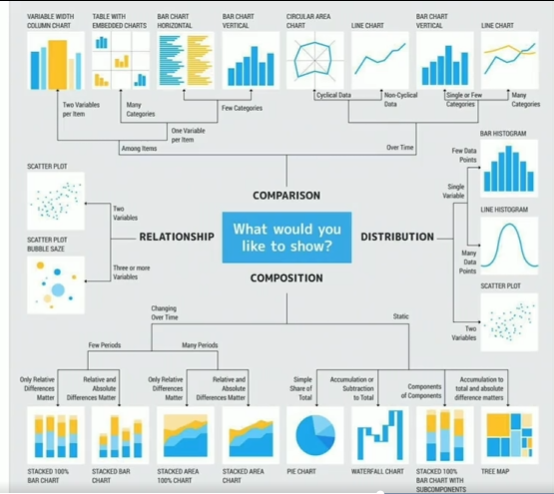 VARIABLE WIDTH
COLUMN CHART
TABLE WITH
EMBEDDED CHARTS
BAR CHART
HORIZONTAL
BAR CHART
VERTICAL
CIRCULAR AREA
CHART
LINE CHART
BAR CHART
VERTICAL
LINE CHART
Two Variables
per Item
Many
Categories
Few Categories
One Variable
per Item
Among Items
Cyclical Data
Non-Cyclical
Data
Single or Few
Categories
Many
Categories
Over Time
COMPARISON
What would you
like to show?
RELATIONSHIP
SCATTER PLOT
Two
Variables
SCATTER PLOT
BUBBLE SAZE
Three or more
Variables
DISTRIBUTION
BAR HISTOGRAM
Few Data
Points
Single
Variable
LINE HISTOGRAM
Many
Data
Points
SCATTER PLOT
Two
Variables
COMPOSITION
Changing
Over Time
Static
Few Periods
Many Periods
Only Relative
Differences
Matter
Relative and
Absolute
Differences Matter
Only Relative
Differences
Matter
Relative and
Absolute
Differences Matter
Simple
Share of
Total
Accumulation or
Subtraction
to Total
Components
of Components
Accumulation to
total and absolute
difference matters
STACKED 100%
BAR CHART
STACKED BAR
CHART
STACKED AREA
100% CHART
STACKED AREA
CHART
PIE CHART
WATERFALL CHART
STACKED 100%
BAR CHART WITH
SUBCOMPONENTS
TREE MAP